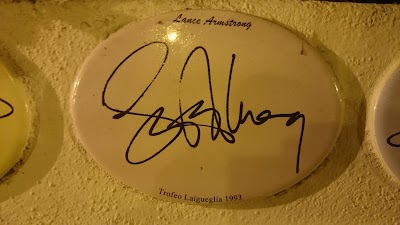 Lance Armstrong
Trofeo Laigueglia 1993